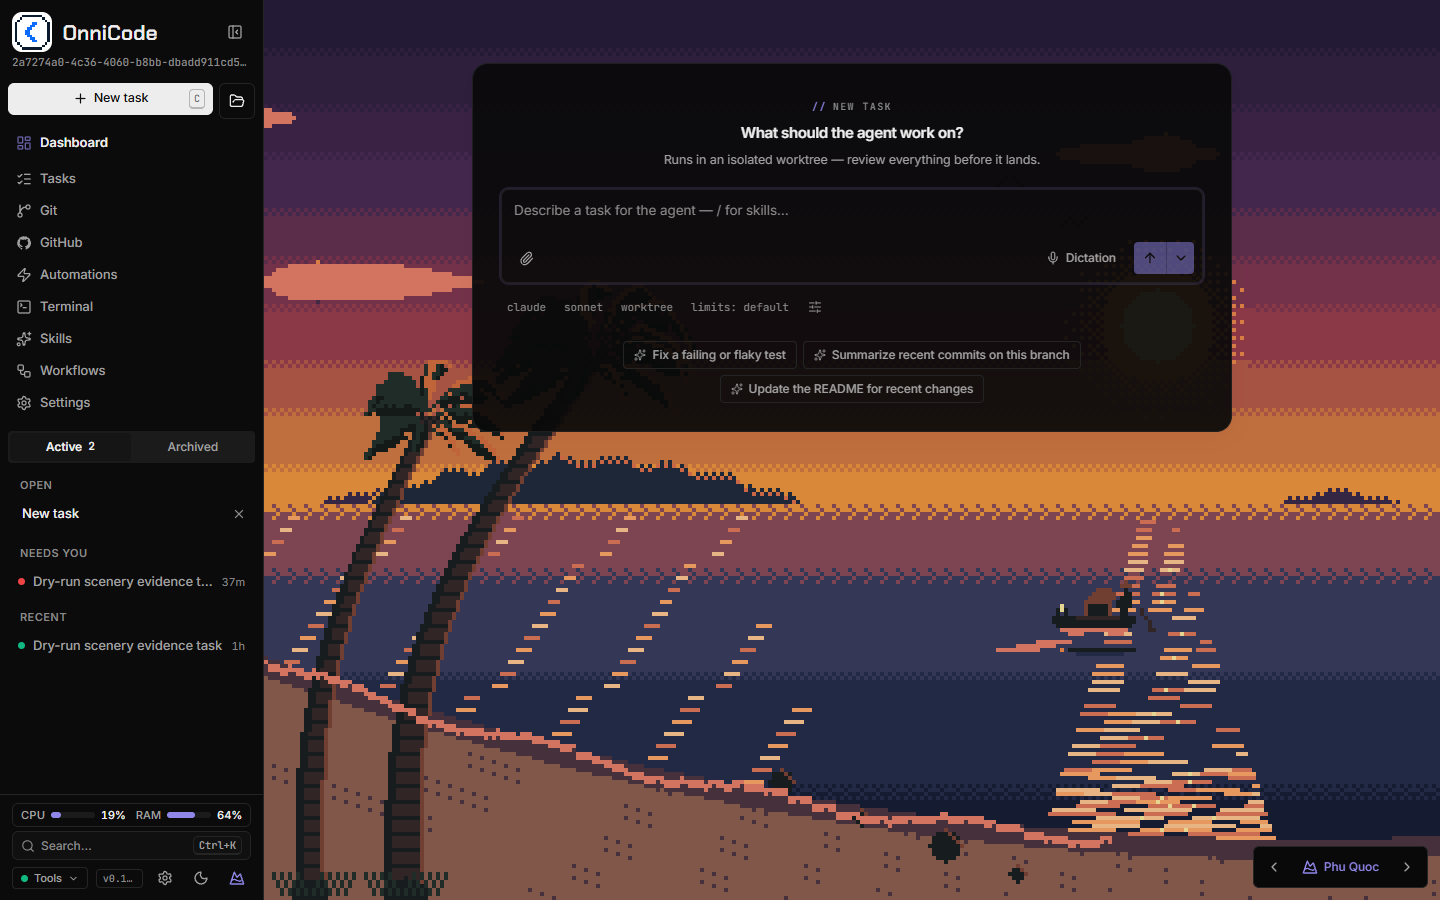 OnniCode
2a7274a0-4c36-4060-b8bb-dbadd911cd5…
New task
C
Dashboard
Tasks
Git
GitHub
Automations
Terminal
Skills
Workflows
Settings
Active 2
Archived
OPEN
New task
NEEDS YOU
Dry-run scenery evidence t… 37m
RECENT
Dry-run scenery evidence task 1h
CPU 19% RAM 64%
Search... Ctrl+K
Tools
v0.1…
// NEW TASK
What should the agent work on?
Runs in an isolated worktree — review everything before it lands.
Describe a task for the agent — / for skills...
Dictation
claude sonnet worktree limits: default
Fix a failing or flaky test
Summarize recent commits on this branch
Update the README for recent changes
Phu Quoc